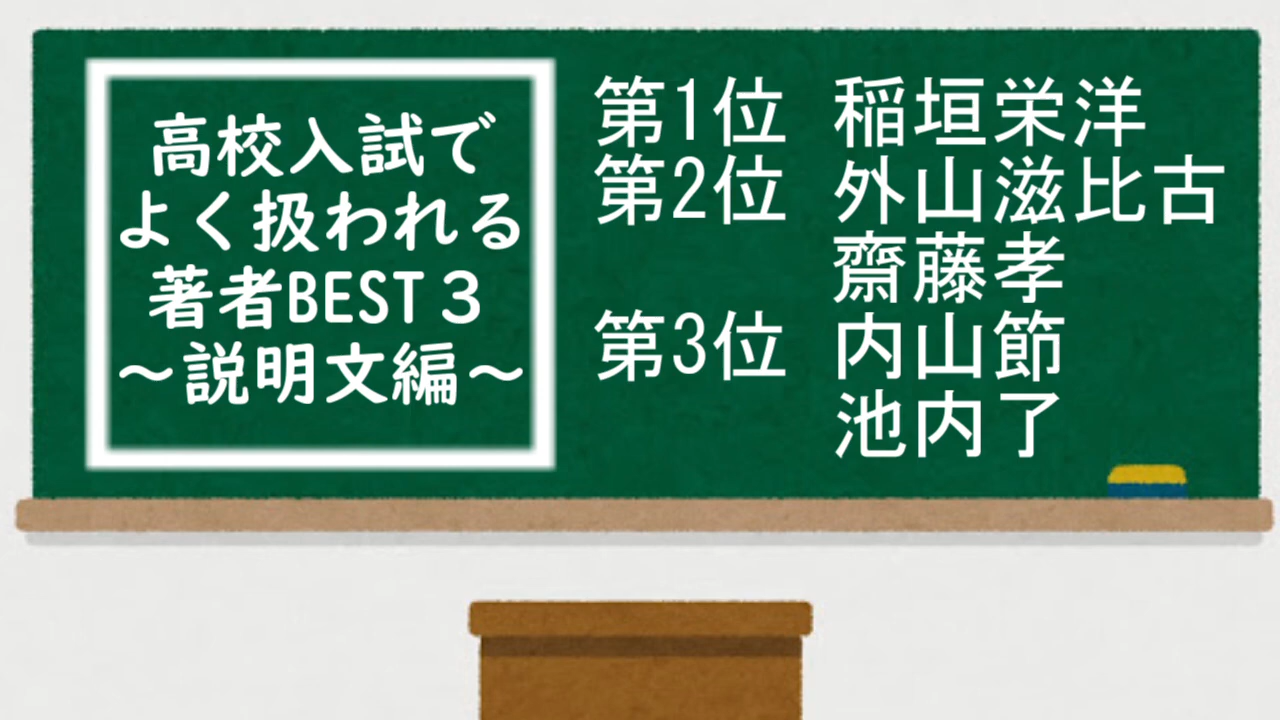 高校入試で
よく扱われる
著者BEST３
～説明文編～
第1位 稲垣栄洋
第2位 外山滋比古
齋藤孝
第3位 内山節
池内了